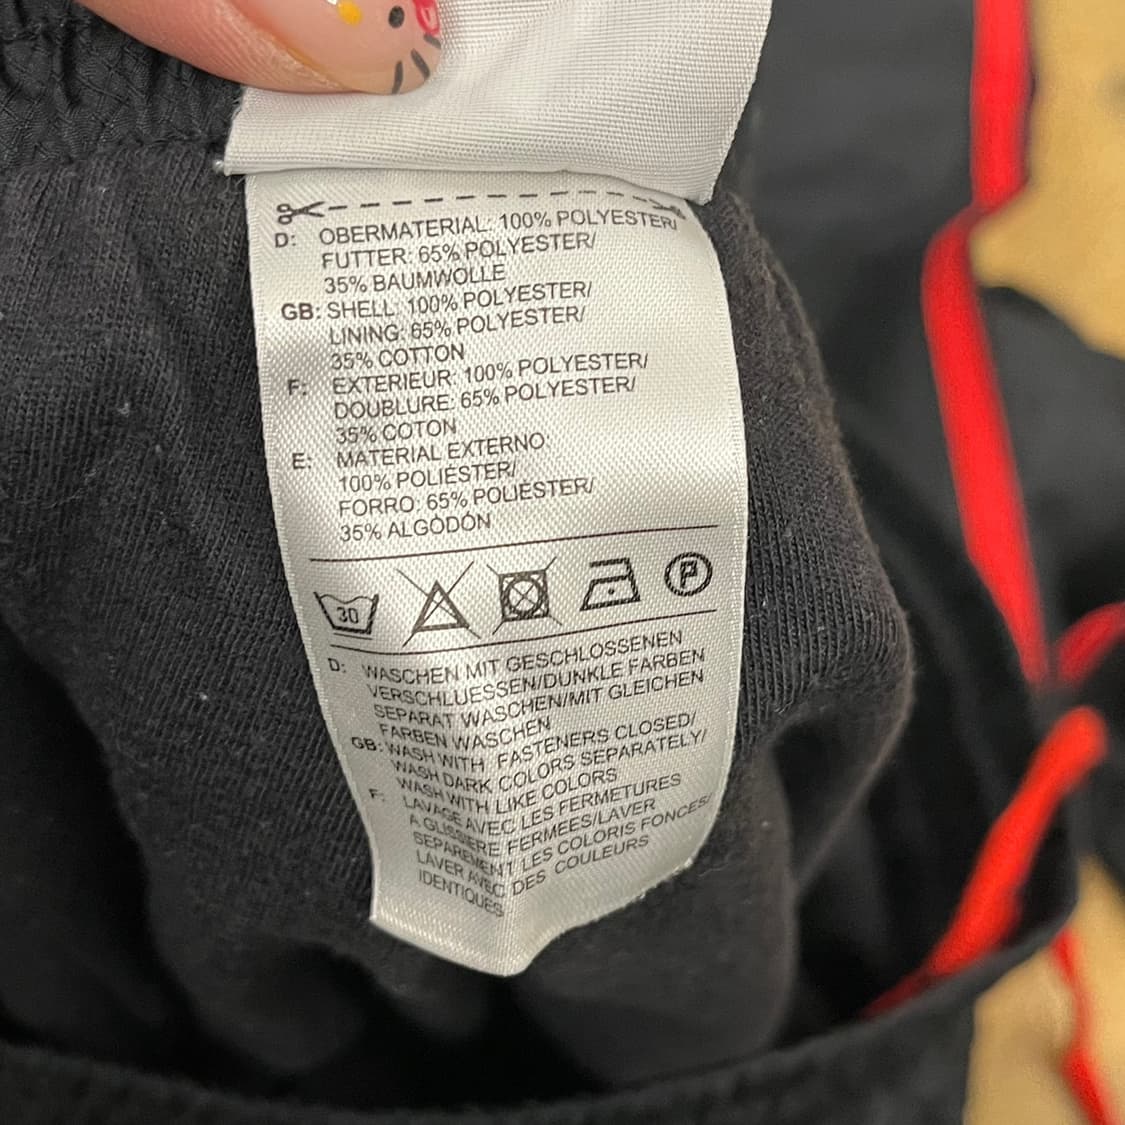 D: OBERMATERIAL: 100% POLYESTER/
FUTTER: 65% POLYESTER/
35% BAUMWOLLE
GB: SHELL: 100% POLYESTER/
LINING: 65% POLYESTER/
35% COTTON
F: EXTERIEUR: 100% POLYESTER/
DOUBLURE: 65% POLYESTER/
35% COTON
E: MATERIAL EXTERNO:
100% POLIÉSTER/
FORRO: 65% POLIÉSTER/
35% ALGODÓN
30 P
D: WASCHEN MIT GESCHLOSSENEN
VERSCHLUESSEN/DUNKLE FARBEN
SEPARAT WASCHEN/MIT GLEICHEN
FARBEN WASCHEN
GB: WASH WITH FASTENERS CLOSED/
WASH DARK COLORS SEPARATELY/
WASH WITH LIKE COLORS
F: LAVAGE AVEC LES FERMETURES
A GLISSIERE FERMEES/LAVER
SEPAREMENT LES COLORIS FONCES/
LAVER AVEC DES COULEURS
IDENTIQUES